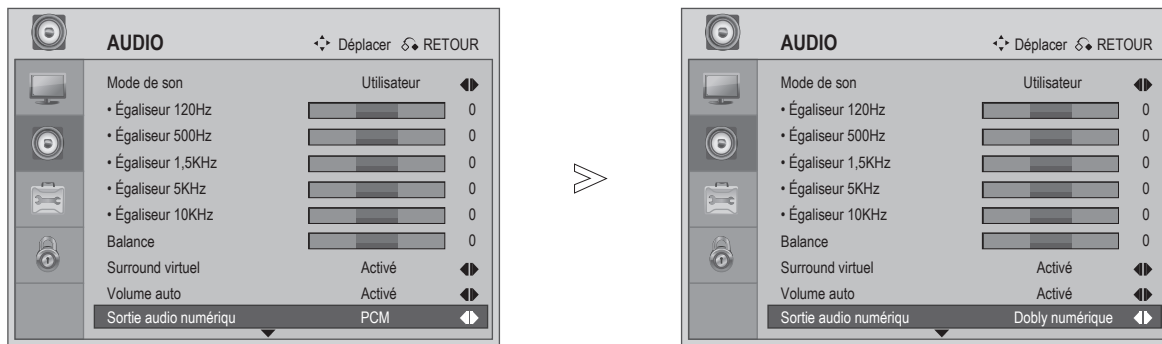 AUDIO Déplacer RETOUR
Mode de son Utilisateur
• Égaliseur 120Hz 0
• Égaliseur 500Hz 0
• Égaliseur 1,5KHz 0
• Égaliseur 5KHz 0
• Égaliseur 10KHz 0
Balance 0
Surround virtuel Activé
Volume auto Activé
Sortie audio numériqu PCM
AUDIO Déplacer RETOUR
Mode de son Utilisateur
• Égaliseur 120Hz 0
• Égaliseur 500Hz 0
• Égaliseur 1,5KHz 0
• Égaliseur 5KHz 0
• Égaliseur 10KHz 0
Balance 0
Surround virtuel Activé
Volume auto Activé
Sortie audio numériqu Dobly numérique